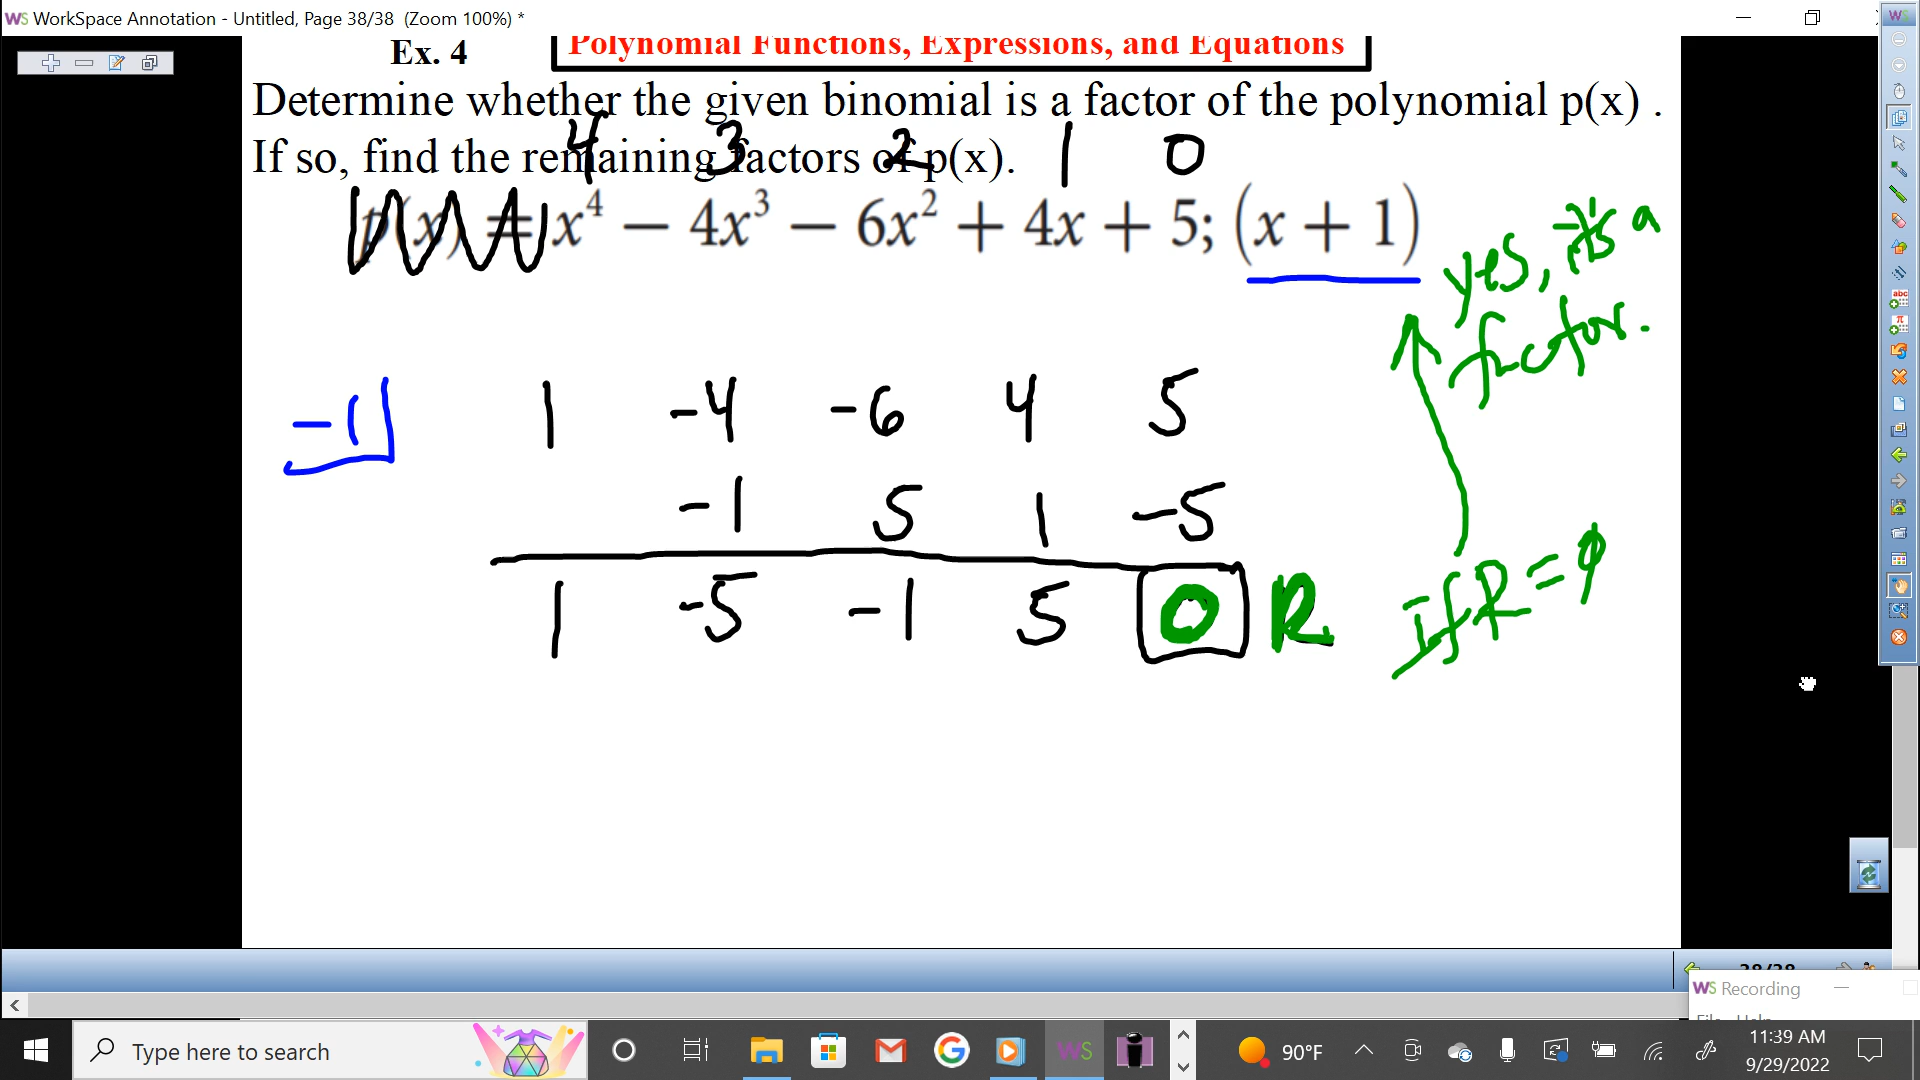 WS WorkSpace Annotation - Untitled, Page 38/38 (Zoom 100%) *
Ex. 4
Polynomial Functions, Expressions, and Equations
Determine whether the given binomial is a factor of the polynomial p(x) .
4 3 2 1 0
If so, find the remaining factors of p(x).
p(x) = x⁴ − 4x³ − 6x² + 4x + 5; (x + 1)
yes, it's a
factor.
-1 1 -4 -6 4 5
-1 5 1 -5
1 -5 -1 5 0 R
If R = 0
38/38
WS Recording
File Help
Type here to search
90°F
11:39 AM
9/29/2022